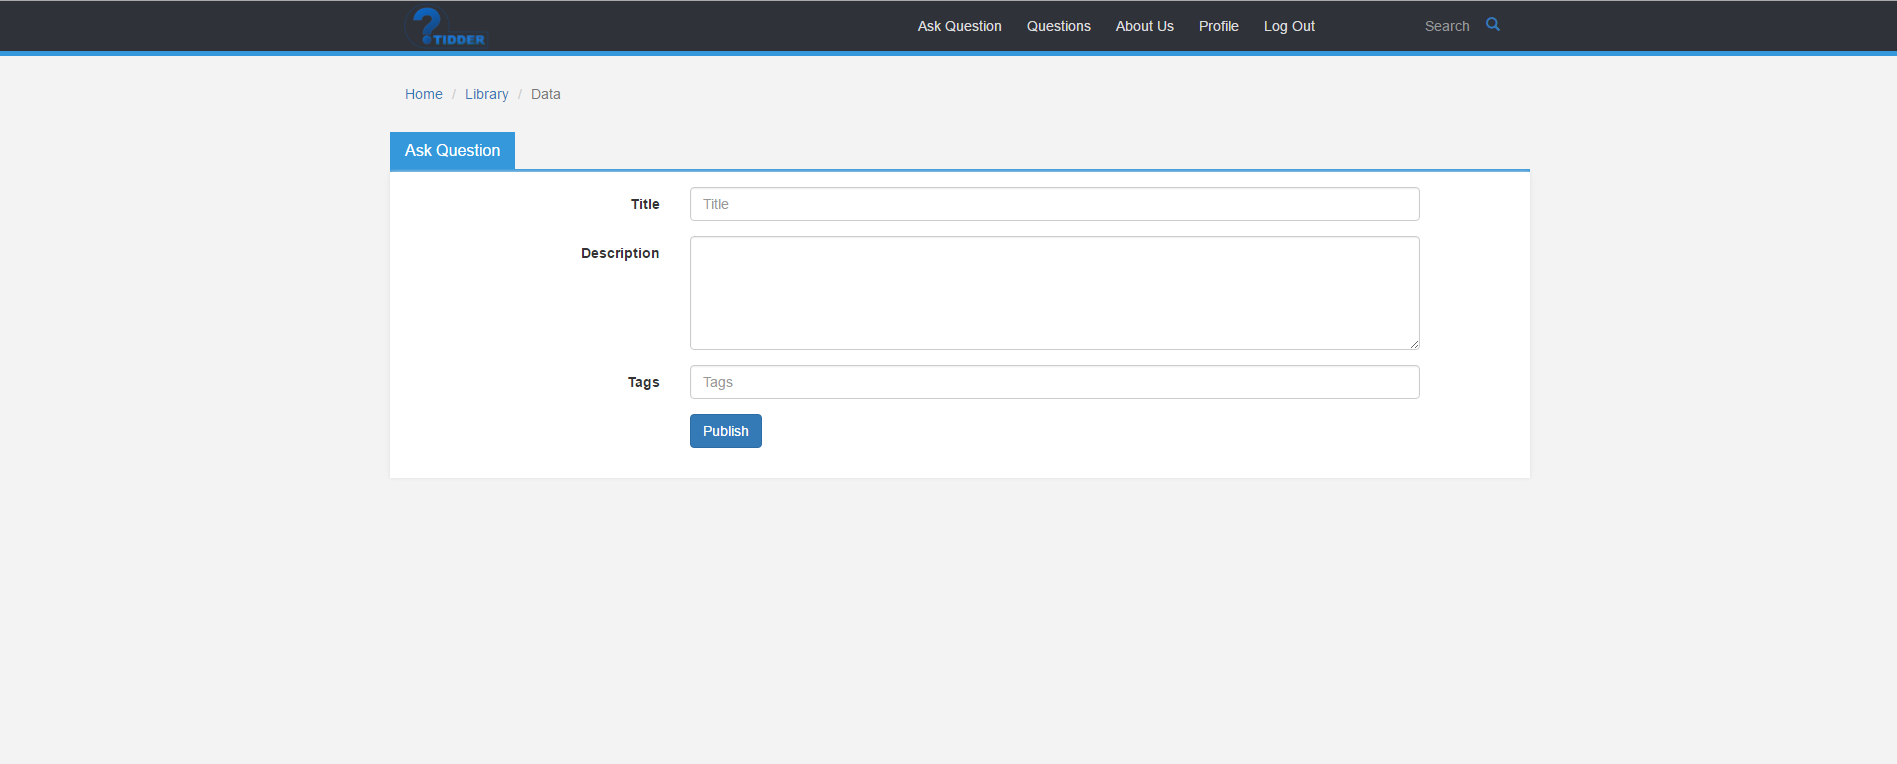 ? TIDDER Ask Question Questions About Us Profile Log Out Search
Home / Library / Data
Ask Question
Title Title
Description
Tags Tags
Publish